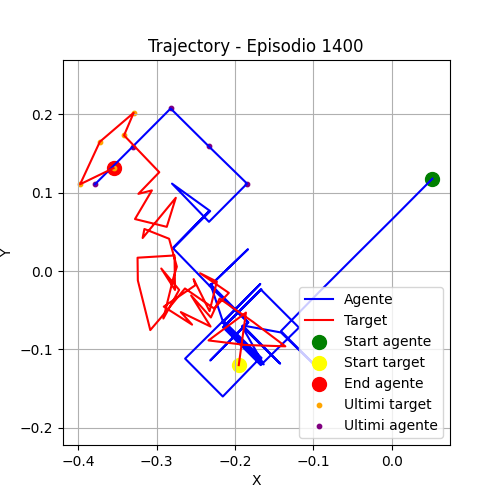 Trajectory - Episodio 1400
0.2
0.1
0.0
−0.1
−0.2
Y
−0.4
−0.3
−0.2
−0.1
0.0
X
Agente
Target
Start agente
Start target
End agente
Ultimi target
Ultimi agente